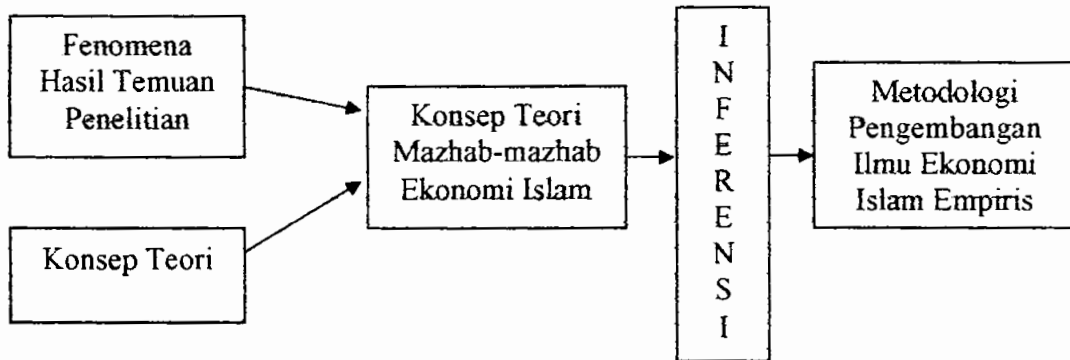 Fenomena
Hasil Temuan
Penelitian
Konsep Teori
Konsep Teori
Mazhab-mazhab
Ekonomi Islam
I
N
F
E
R
E
N
S
I
Metodologi
Pengembangan
Ilmu Ekonomi
Islam Empiris